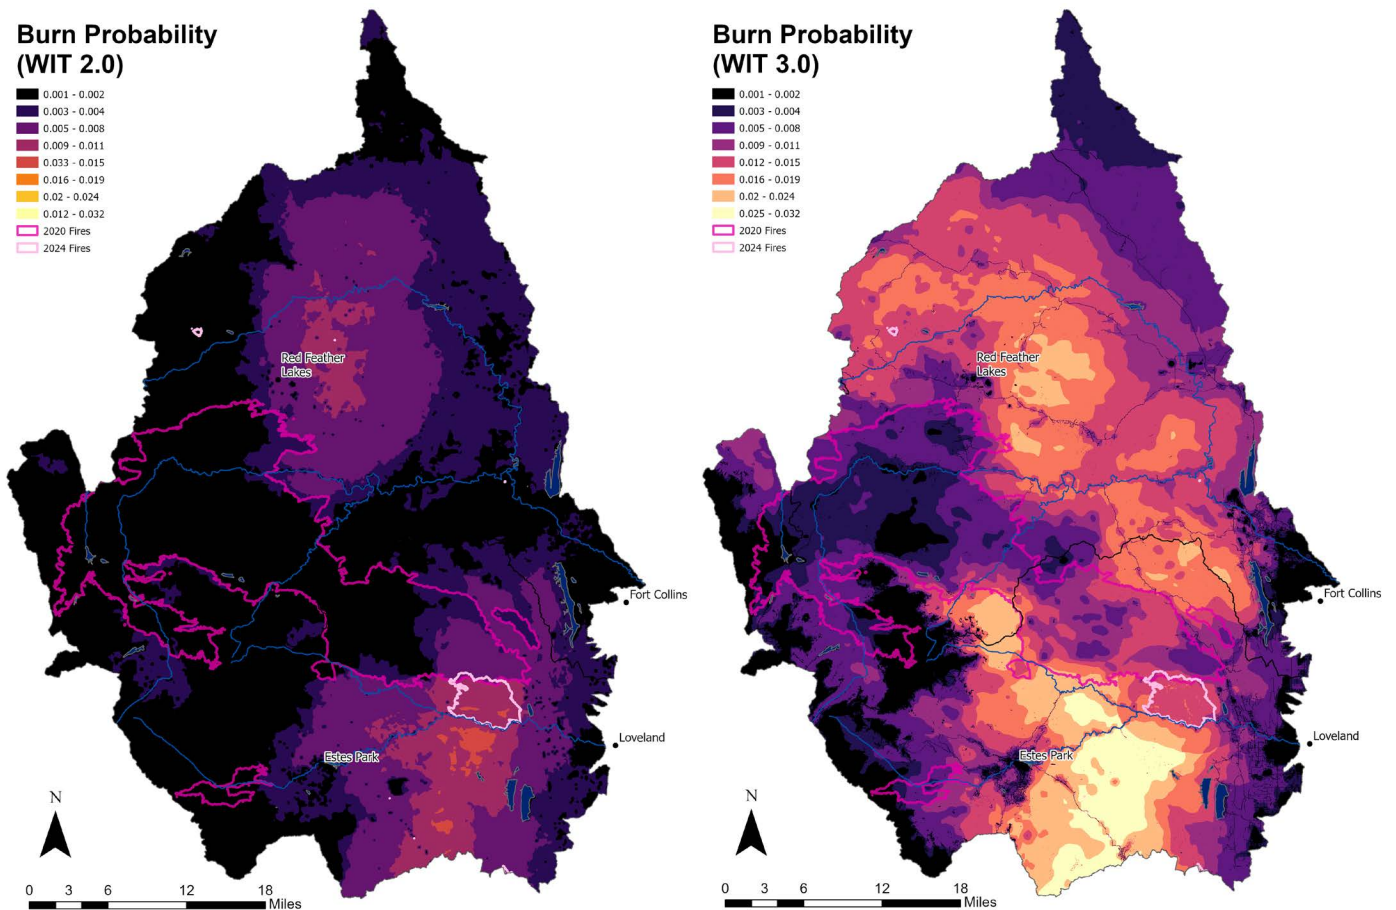 Burn Probability
(WIT 2.0)
0.001 - 0.002
0.003 - 0.004
0.005 - 0.008
0.009 - 0.011
0.033 - 0.015
0.016 - 0.019
0.02 - 0.024
0.012 - 0.032
2020 Fires
2024 Fires
Red Feather
Lakes
Fort Collins
Loveland
Estes Park
N
0 3 6 12 18
Miles
Burn Probability
(WIT 3.0)
0.001 - 0.002
0.003 - 0.004
0.005 - 0.008
0.009 - 0.011
0.012 - 0.015
0.016 - 0.019
0.02 - 0.024
0.025 - 0.032
2020 Fires
2024 Fires
Red Feather
Lakes
Fort Collins
Loveland
Estes Park
N
0 3 6 12 18
Miles